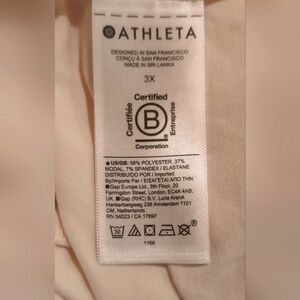 ATHLETA
DESIGNED IN SAN FRANCISCO
CONÇU À SAN FRANCISCO
MADE IN SRI LANKA
3X
Certified
Certifiée
B
Entreprise
Corporation
US/GB: 56% POLYESTER, 37%
MODAL, 7% SPANDEX / ELASTANE
DISTRIBUIDO POR / Imported
By/Importé Par / ΕΙΣΑΓΕΤΑΙ ΑΠΟ ΤΗΝ:
Gap Europe Ltd., 8th Floor, 20
Farringdon Street, London, EC4A 4AB,
UK. Gap (RHC) B.V. Luna ArenA
Herikerbergweg 238 Amsterdam 1101
CM, Netherlands
RN 54023 / CA 17897
30
1166